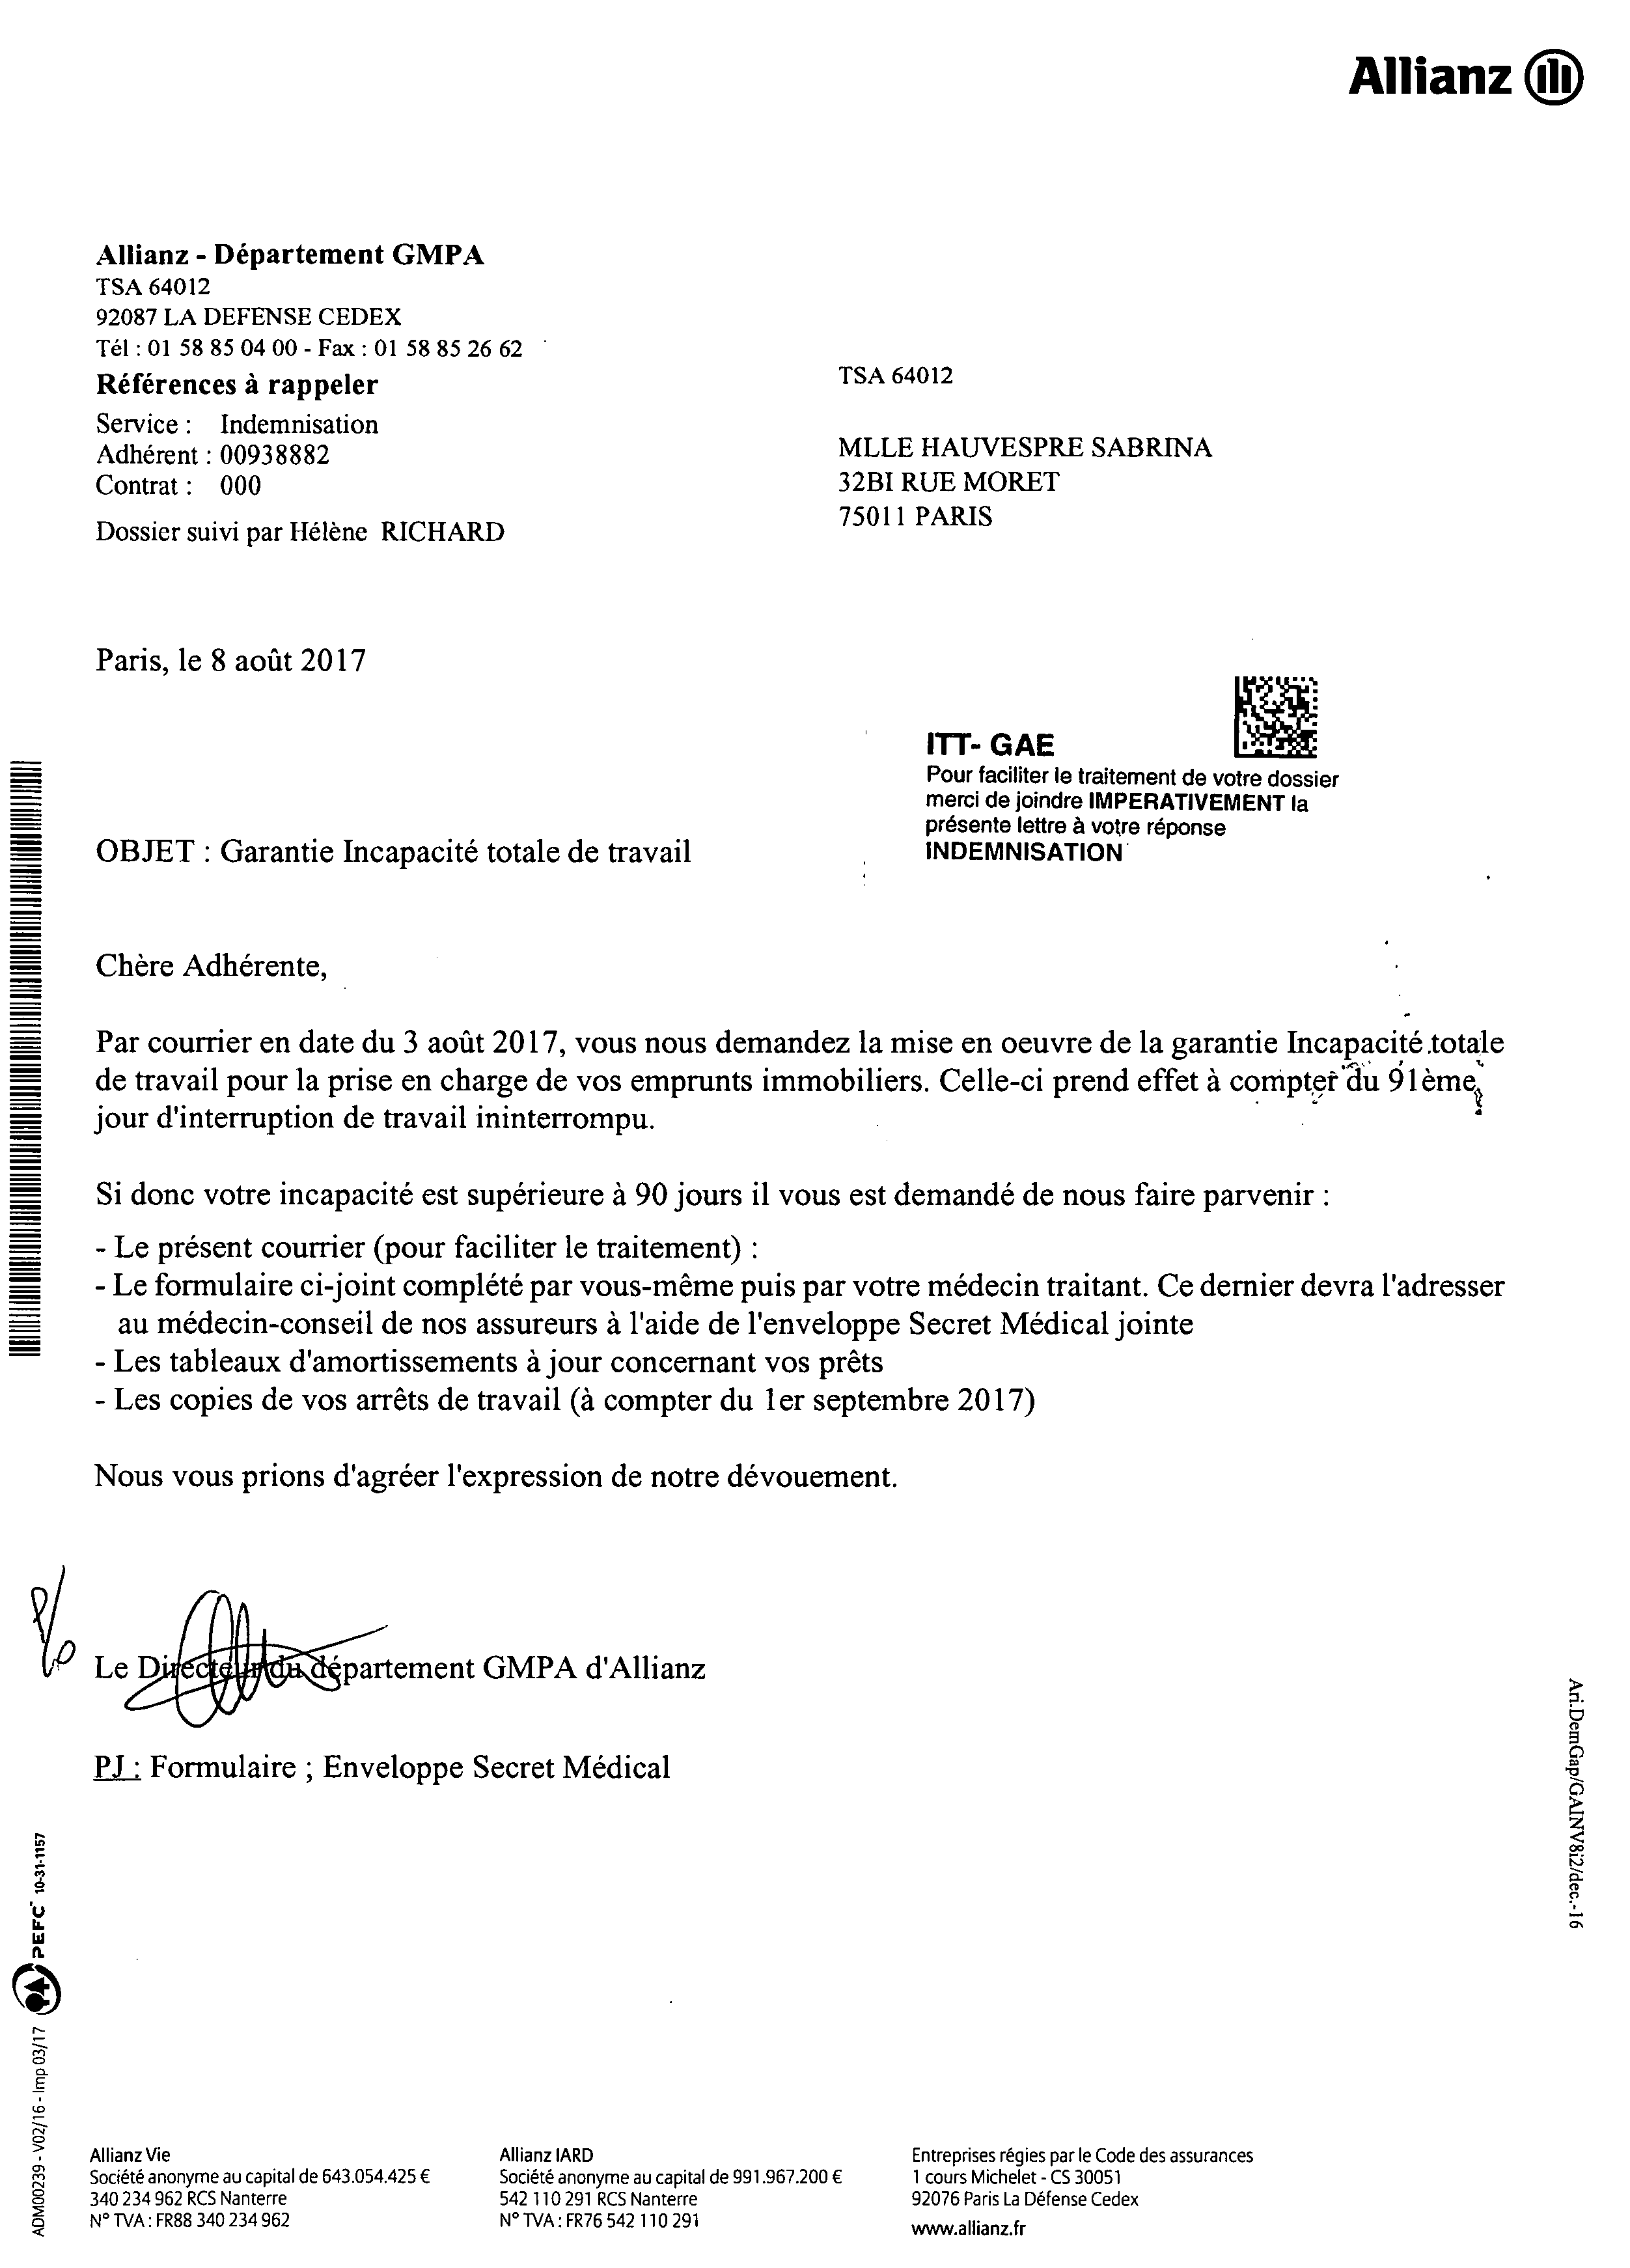 Allianz
Allianz - Département GMPA
TSA 64012
92087 LA DEFENSE CEDEX
Tél : 01 58 85 04 00 - Fax : 01 58 85 26 62
Références à rappeler
Service : Indemnisation
Adhérent : 00938882
Contrat : 000
Dossier suivi par Hélène RICHARD
TSA 64012
MLLE HAUVESPRE SABRINA
32BI RUE MORET
75011 PARIS
Paris, le 8 août 2017
ITT- GAE
Pour faciliter le traitement de votre dossier
merci de joindre IMPERATIVEMENT la
présente lettre à votre réponse
INDEMNISATION
OBJET : Garantie Incapacité totale de travail
Chère Adhérente,
Par courrier en date du 3 août 2017, vous nous demandez la mise en oeuvre de la garantie Incapacité totale
de travail pour la prise en charge de vos emprunts immobiliers. Celle-ci prend effet à compter du 91ème
jour d'interruption de travail ininterrompu.
Si donc votre incapacité est supérieure à 90 jours il vous est demandé de nous faire parvenir :
- Le présent courrier (pour faciliter le traitement) :
- Le formulaire ci-joint complété par vous-même puis par votre médecin traitant. Ce dernier devra l'adresser
au médecin-conseil de nos assureurs à l'aide de l'enveloppe Secret Médical jointe
- Les tableaux d'amortissements à jour concernant vos prêts
- Les copies de vos arrêts de travail (à compter du 1er septembre 2017)
Nous vous prions d'agréer l'expression de notre dévouement.
P/o
Le Directeur du département GMPA d'Allianz
PJ : Formulaire ; Enveloppe Secret Médical
Ari.DemGap/GAINV8i2/dec.-16
ADM00239 - V02/16 - Imp 03/17
PEFC 10-31-1157
Allianz Vie
Société anonyme au capital de 643.054.425 €
340 234 962 RCS Nanterre
N° TVA : FR88 340 234 962
Allianz IARD
Société anonyme au capital de 991.967.200 €
542 110 291 RCS Nanterre
N° TVA : FR76 542 110 291
Entreprises régies par le Code des assurances
1 cours Michelet - CS 30051
92076 Paris La Défense Cedex
www.allianz.fr